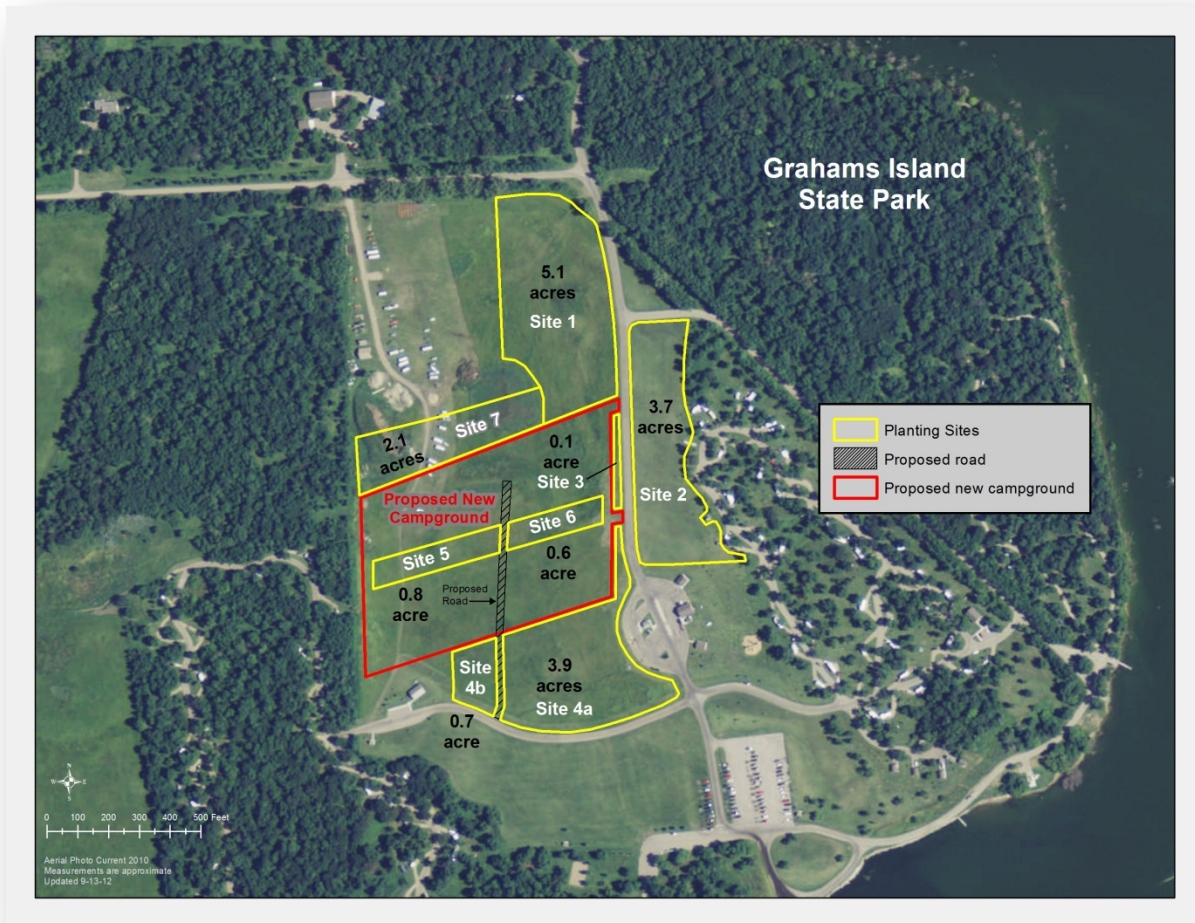 Grahams Island
State Park
5.1
acres
Site 1
3.7
acres
Site 2
Site 7
2.1
acres
0.1
acre
Site 3
Proposed New
Campground
Site 6
Site 5
0.6
acre
0.8
acre
Proposed
Road
Site
4b
3.9
acres
Site 4a
0.7
acre
Planting Sites
Proposed road
Proposed new campground
N
W
E
S
0 100 200 300 400 500 Feet
Aerial Photo Current 2010
Measurements are approximate
Updated 9-13-12